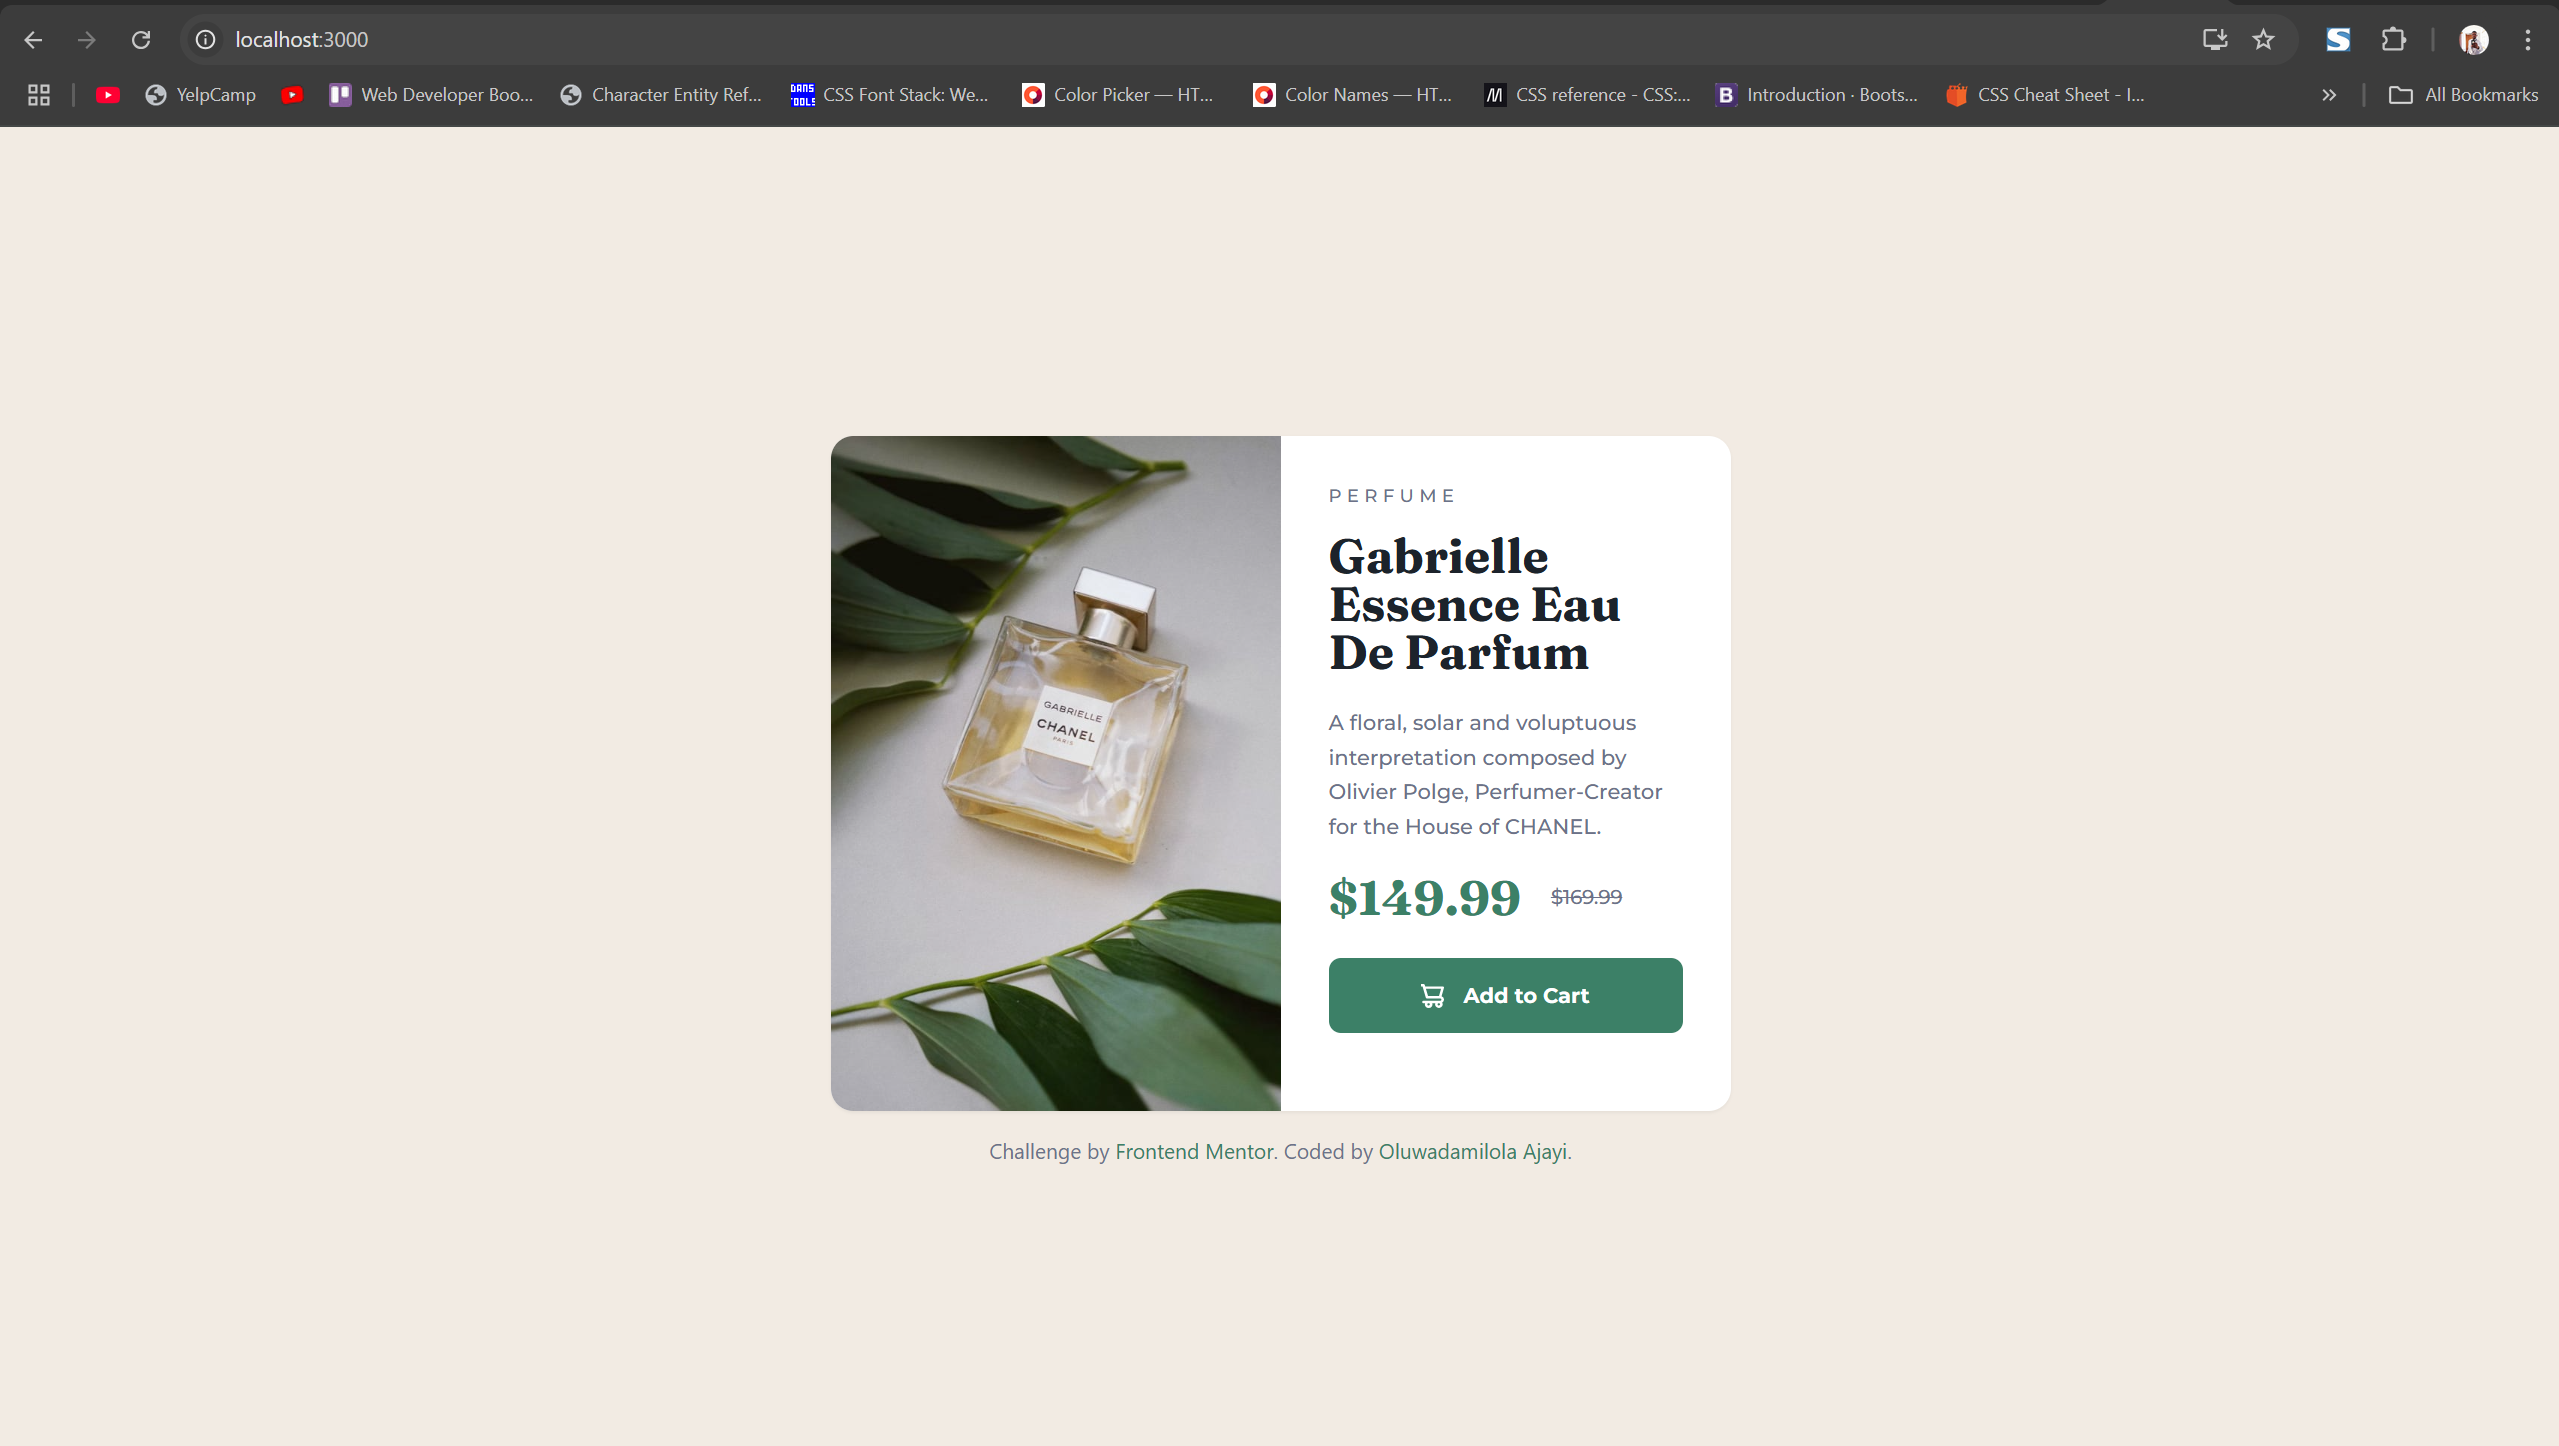 localhost:3000
YelpCamp
Web Developer Boo...
Character Entity Ref...
DANS TOOLS
CSS Font Stack: We...
Color Picker — HT...
Color Names — HT...
CSS reference - CSS:...
B
Introduction · Boots...
CSS Cheat Sheet - I...
All Bookmarks
PERFUME
Gabrielle
Essence Eau
De Parfum
A floral, solar and voluptuous
interpretation composed by
Olivier Polge, Perfumer-Creator
for the House of CHANEL.
$149.99 $169.99
Add to Cart
GABRIELLE
CHANEL
PARIS
Challenge by Frontend Mentor. Coded by Oluwadamilola Ajayi.